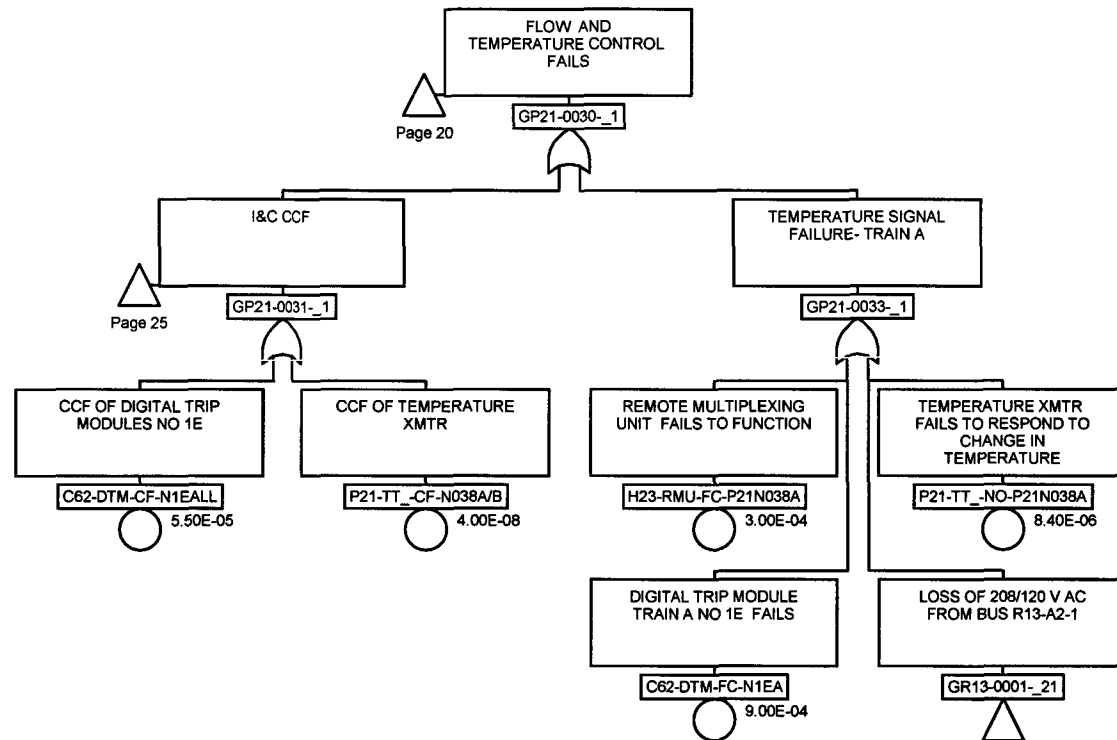 FLOW AND
TEMPERATURE CONTROL
FAILS
Page 20
GP21-0030-_1
I&C CCF
Page 25
GP21-0031-_1
TEMPERATURE SIGNAL
FAILURE- TRAIN A
GP21-0033-_1
CCF OF DIGITAL TRIP
MODULES NO 1E
C62-DTM-CF-N1EALL
5.50E-05
CCF OF TEMPERATURE
XMTR
P21-TT_-CF-N038A/B
4.00E-08
REMOTE MULTIPLEXING
UNIT FAILS TO FUNCTION
H23-RMU-FC-P21N038A
3.00E-04
TEMPERATURE XMTR
FAILS TO RESPOND TO
CHANGE IN
TEMPERATURE
P21-TT_-NO-P21N038A
8.40E-06
DIGITAL TRIP MODULE
TRAIN A NO 1E FAILS
C62-DTM-FC-N1EA
9.00E-04
LOSS OF 208/120 V AC
FROM BUS R13-A2-1
GR13-0001-_21